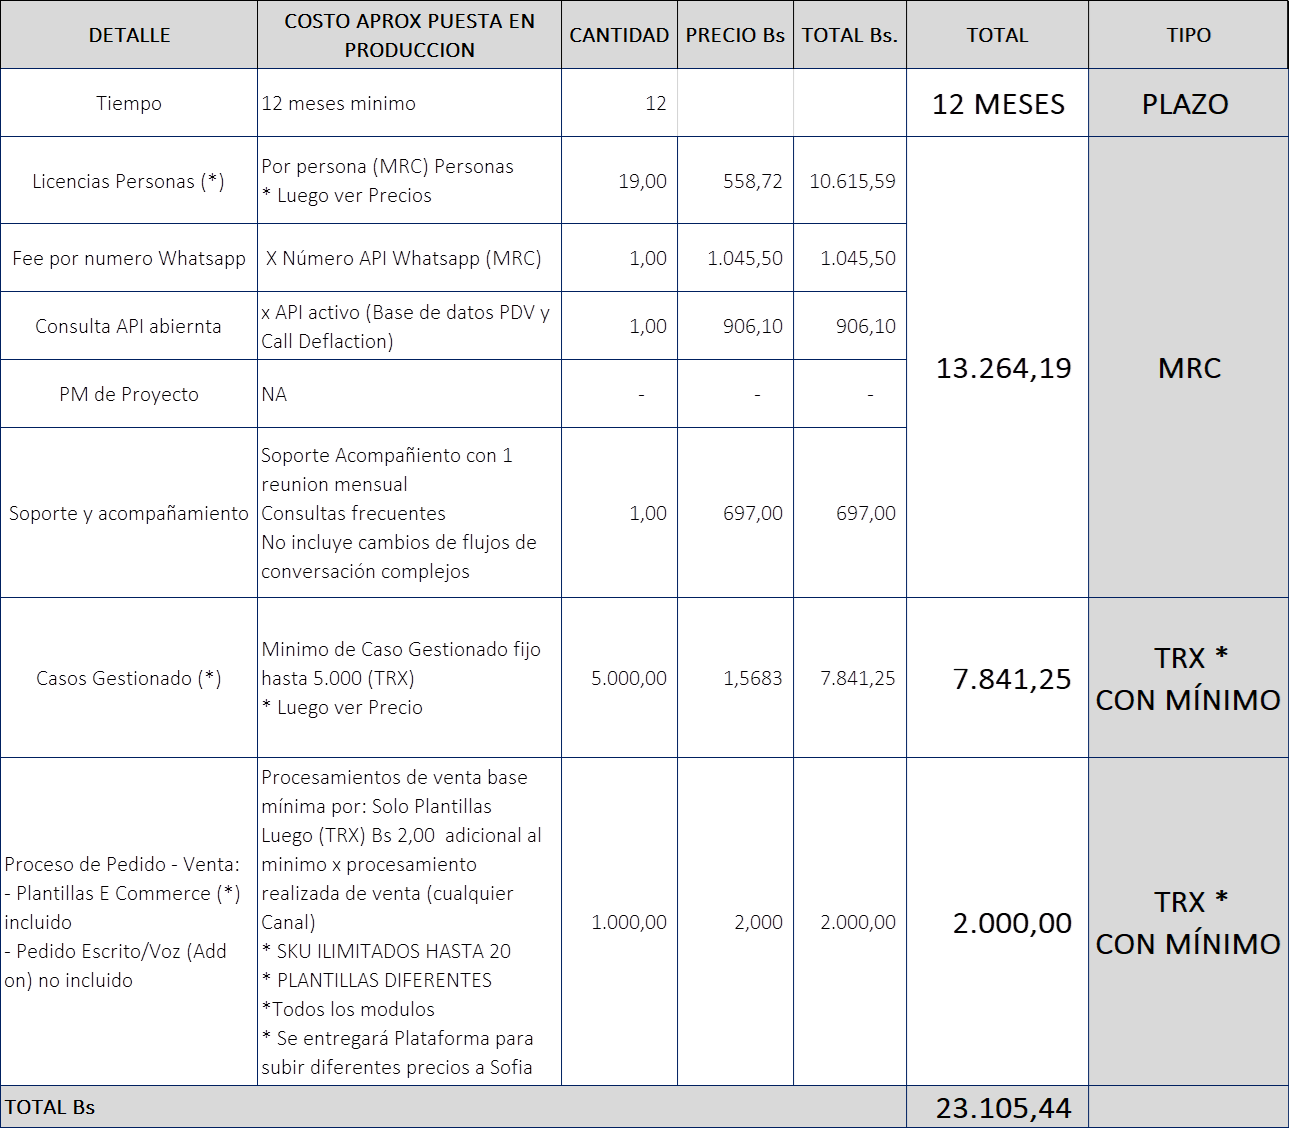 DETALLE
COSTO APROX PUESTA EN
PRODUCCION
CANTIDAD
PRECIO Bs
TOTAL Bs.
TOTAL
TIPO
Tiempo
12 meses minimo
12
12 MESES
PLAZO
Licencias Personas (*)
Por persona (MRC) Personas
* Luego ver Precios
19,00
558,72
10.615,59
Fee por numero Whatsapp
X Número API Whatsapp (MRC)
1,00
1.045,50
1.045,50
Consulta API abiernta
x API activo (Base de datos PDV y
Call Deflaction)
1,00
906,10
906,10
13.264,19
MRC
PM de Proyecto
NA
-
-
-
Soporte y acompañamiento
Soporte Acompañiento con 1
reunion mensual
Consultas frecuentes
No incluye cambios de flujos de
conversación complejos
1,00
697,00
697,00
Casos Gestionado (*)
Minimo de Caso Gestionado fijo
hasta 5.000 (TRX)
* Luego ver Precio
5.000,00
1,5683
7.841,25
7.841,25
TRX *
CON MÍNIMO
Proceso de Pedido - Venta:
- Plantillas E Commerce (*)
incluido
- Pedido Escrito/Voz (Add
on) no incluido
Procesamientos de venta base
mínima por: Solo Plantillas
Luego (TRX) Bs 2,00 adicional al
minimo x procesamiento
realizada de venta (cualquier
Canal)
* SKU ILIMITADOS HASTA 20
* PLANTILLAS DIFERENTES
*Todos los modulos
* Se entregará Plataforma para
subir diferentes precios a Sofia
1.000,00
2,000
2.000,00
2.000,00
TRX *
CON MÍNIMO
TOTAL Bs
23.105,44